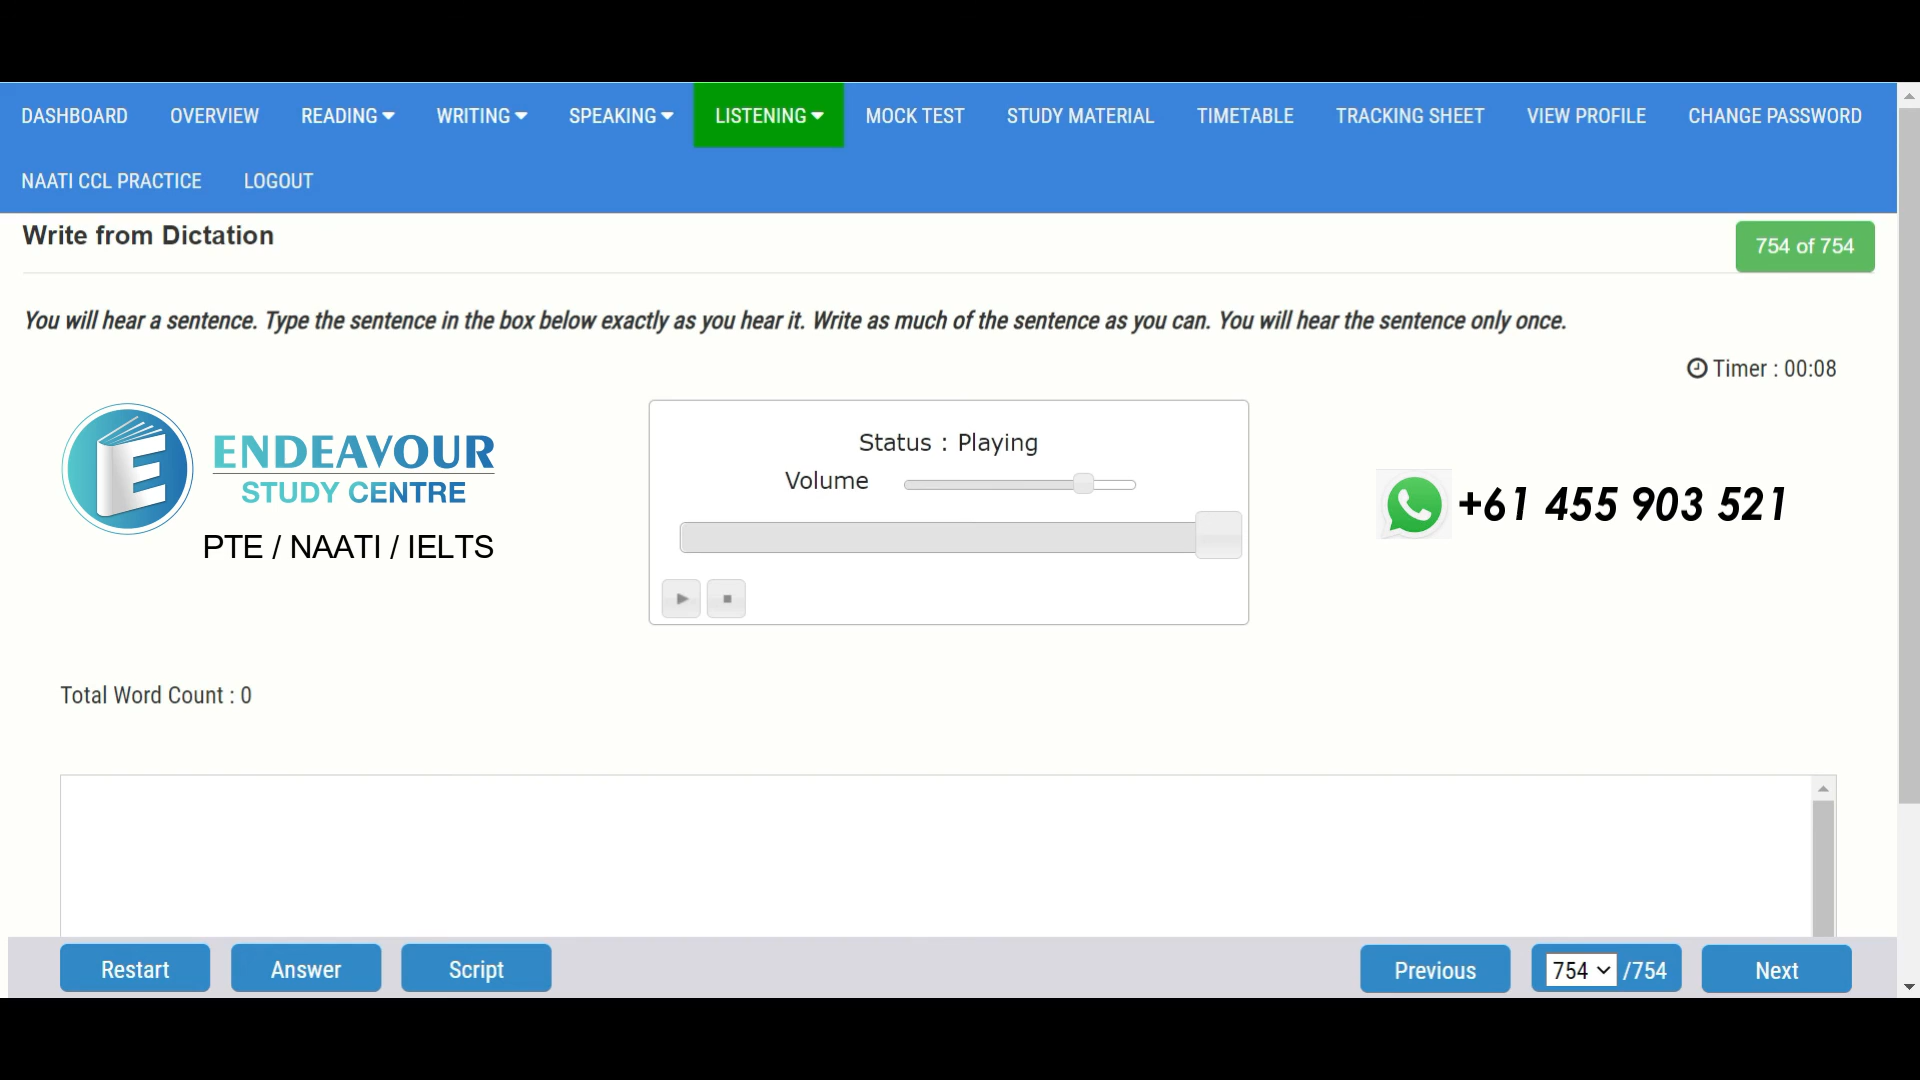 DASHBOARD OVERVIEW READING WRITING SPEAKING LISTENING MOCK TEST STUDY MATERIAL TIMETABLE TRACKING SHEET VIEW PROFILE CHANGE PASSWORD
NAATI CCL PRACTICE LOGOUT
Write from Dictation
754 of 754
You will hear a sentence. Type the sentence in the box below exactly as you hear it. Write as much of the sentence as you can. You will hear the sentence only once.
Timer : 00:08
E ENDEAVOUR
STUDY CENTRE
PTE / NAATI / IELTS
Status : Playing
Volume
+61 455 903 521
Total Word Count : 0
Restart Answer Script Previous 754 /754 Next